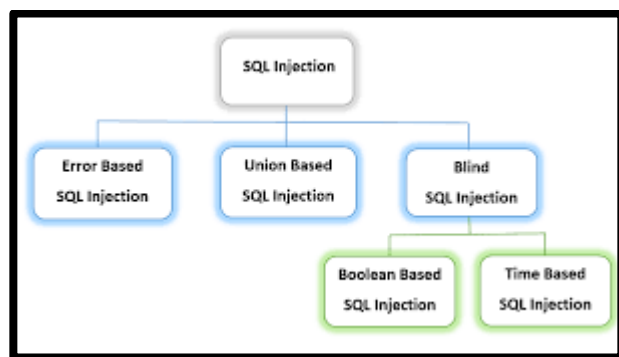 SQL Injection
Error Based
SQL Injection
Union Based
SQL Injection
Blind
SQL Injection
Boolean Based
SQL Injection
Time Based
SQL Injection